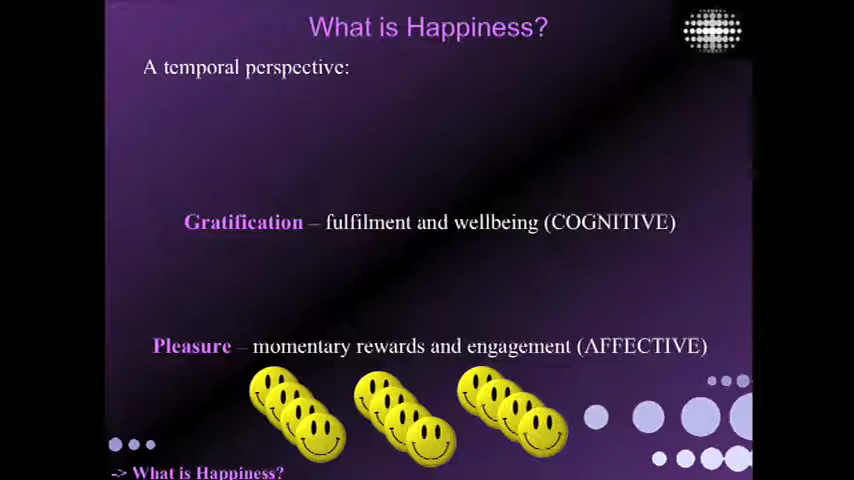 What is Happiness?
A temporal perspective:
Gratification – fulfilment and wellbeing (COGNITIVE)
Pleasure – momentary rewards and engagement (AFFECTIVE)
-> What is Happiness?